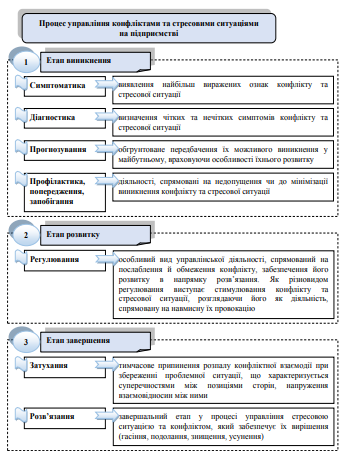 Процес управління конфліктами та стресовими ситуаціями
на підприємстві
1
Етап виникнення
Симптоматика
виявлення найбільш виражених ознак конфлікту та
стресової ситуації
Діагностика
визначення чітких та нечітких симптомів конфлікту та
стресової ситуації
Прогнозування
обґрунтоване передбачення їх можливого виникнення у
майбутньому, враховуючи особливості їхнього розвитку
Профілактика,
попередження,
запобігання
діяльності, спрямовані на недопущення чи до мінімізації
виникнення конфлікту та стресової ситуації
2
Етап розвитку
Регулювання
особливий вид управлінської діяльності, спрямований на
послаблення й обмеження конфлікту, забезпечення його
розвитку в напрямку розв’язання. Як різновидом
регулювання виступає стимулювання конфлікту та
стресової ситуації, розглядаючи його як діяльність,
спрямовану на навмисну їх провокацію
3
Етап завершення
Затухання
тимчасове припинення розпалу конфліктної взаємодії при
збереженні проблемної ситуації, що характеризується
суперечностями між позиціями сторін, напруження
взаємовідносин між ними
Розв’язання
завершальний етап у процесі управління стресовою
ситуацією та конфліктом, який забезпечує їх вирішення
(гасіння, подолання, знищення, усунення)